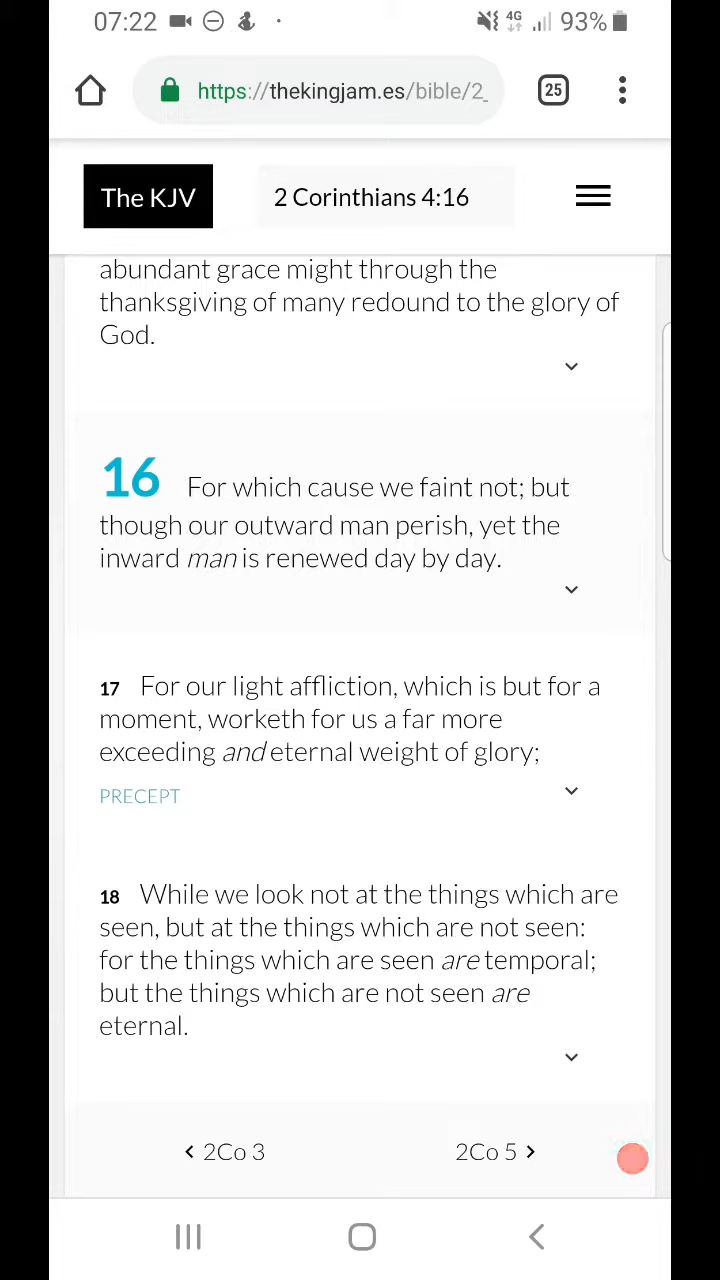 07:22 4G 93%
https://thekingjam.es/bible/2_ 25
The KJV 2 Corinthians 4:16
abundant grace might through the
thanksgiving of many redound to the glory of
God.
16 For which cause we faint not; but
though our outward man perish, yet the
inward man is renewed day by day.
17 For our light affliction, which is but for a
moment, worketh for us a far more
exceeding and eternal weight of glory;
PRECEPT
18 While we look not at the things which are
seen, but at the things which are not seen:
for the things which are seen are temporal;
but the things which are not seen are
eternal.
2Co 3 2Co 5